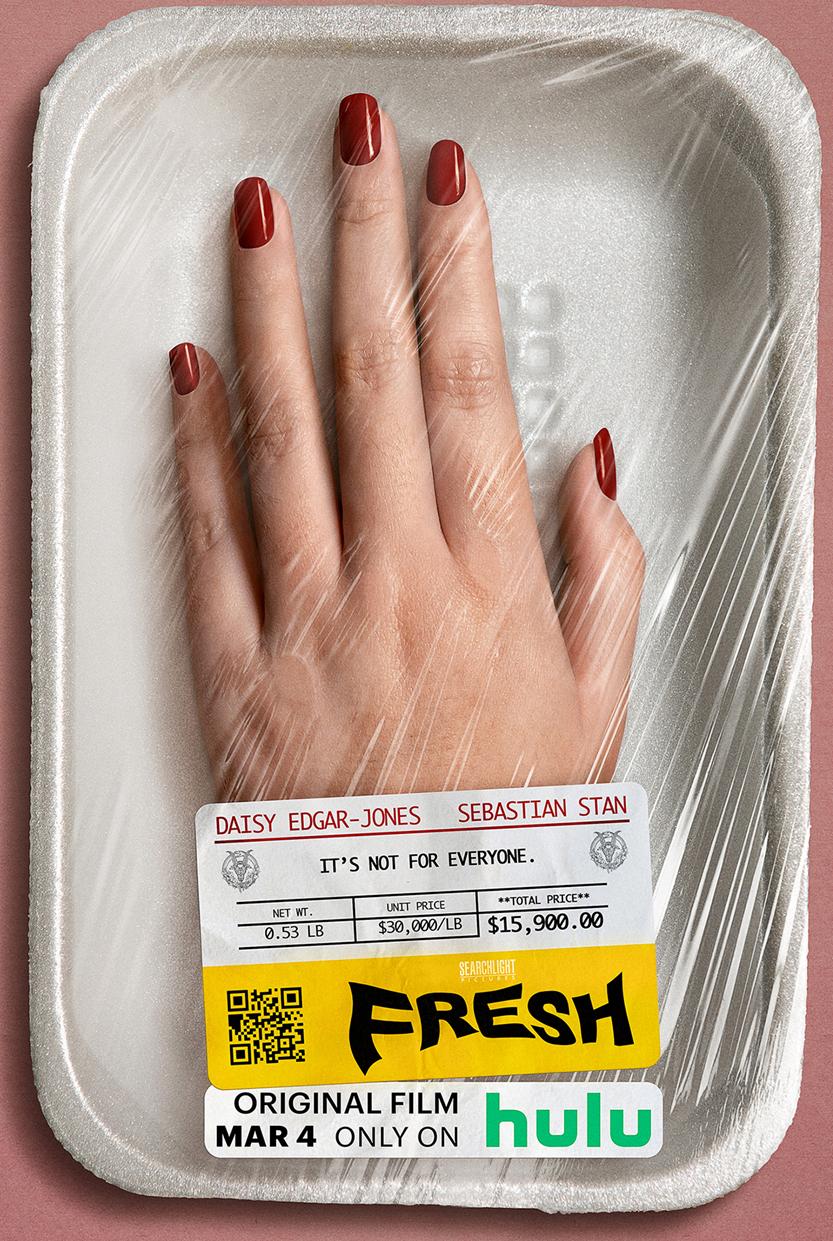 DAISY EDGAR-JONES SEBASTIAN STAN
IT'S NOT FOR EVERYONE.
NET WT. UNIT PRICE **TOTAL PRICE**
0.53 LB $30,000/LB $15,900.00
SEARCHLIGHT
PICTURES
FRESH
ORIGINAL FILM
MAR 4 ONLY ON hulu